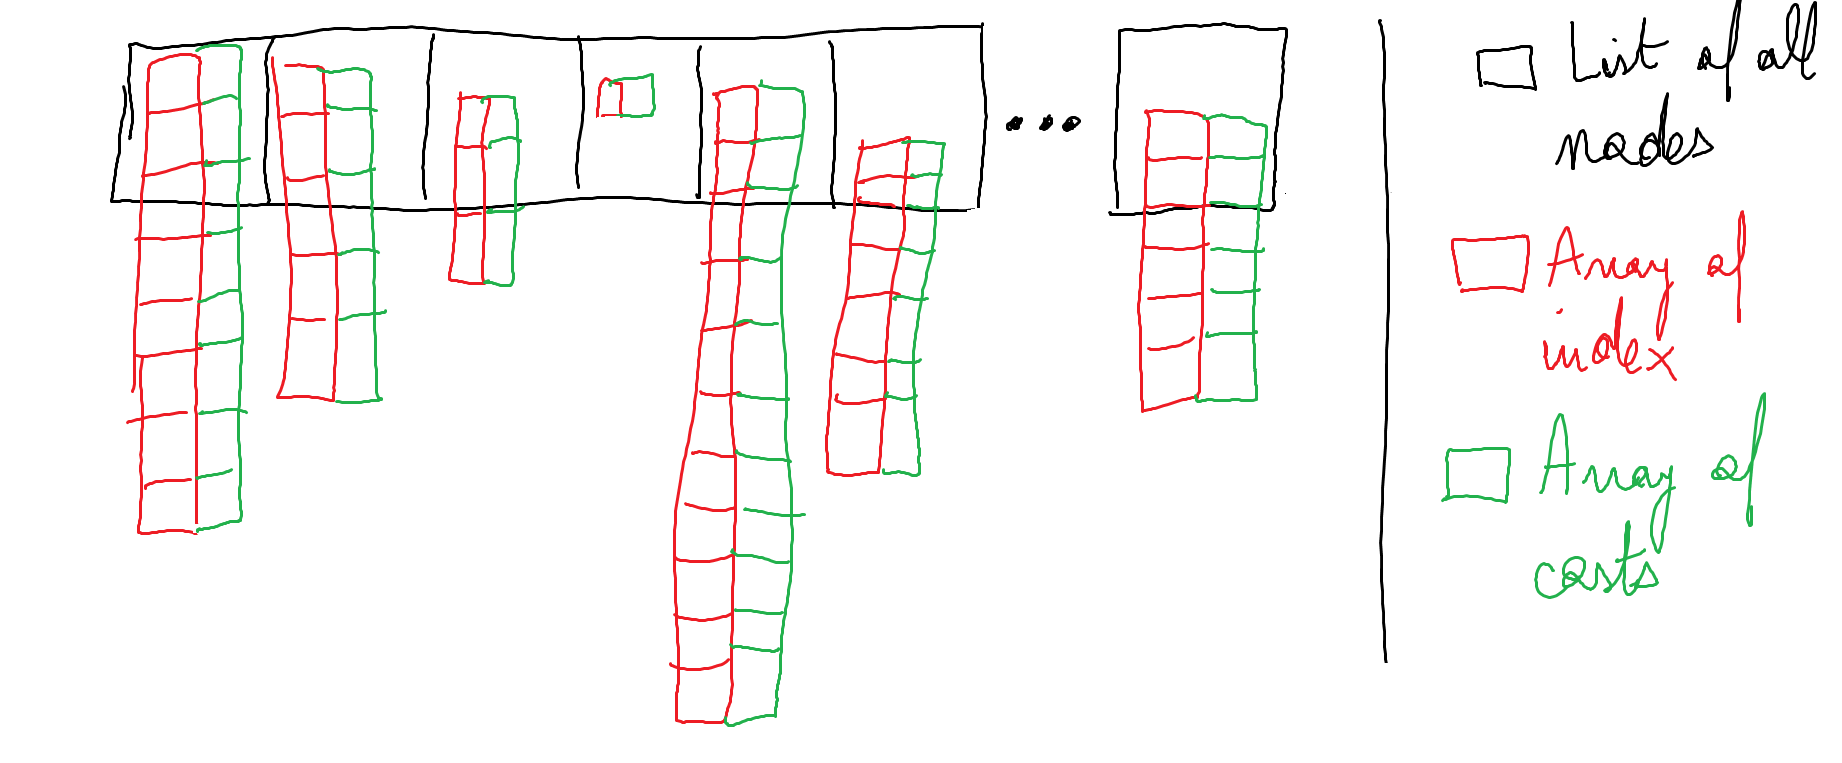 List of all
nodes
Array of
index
Array of
costs